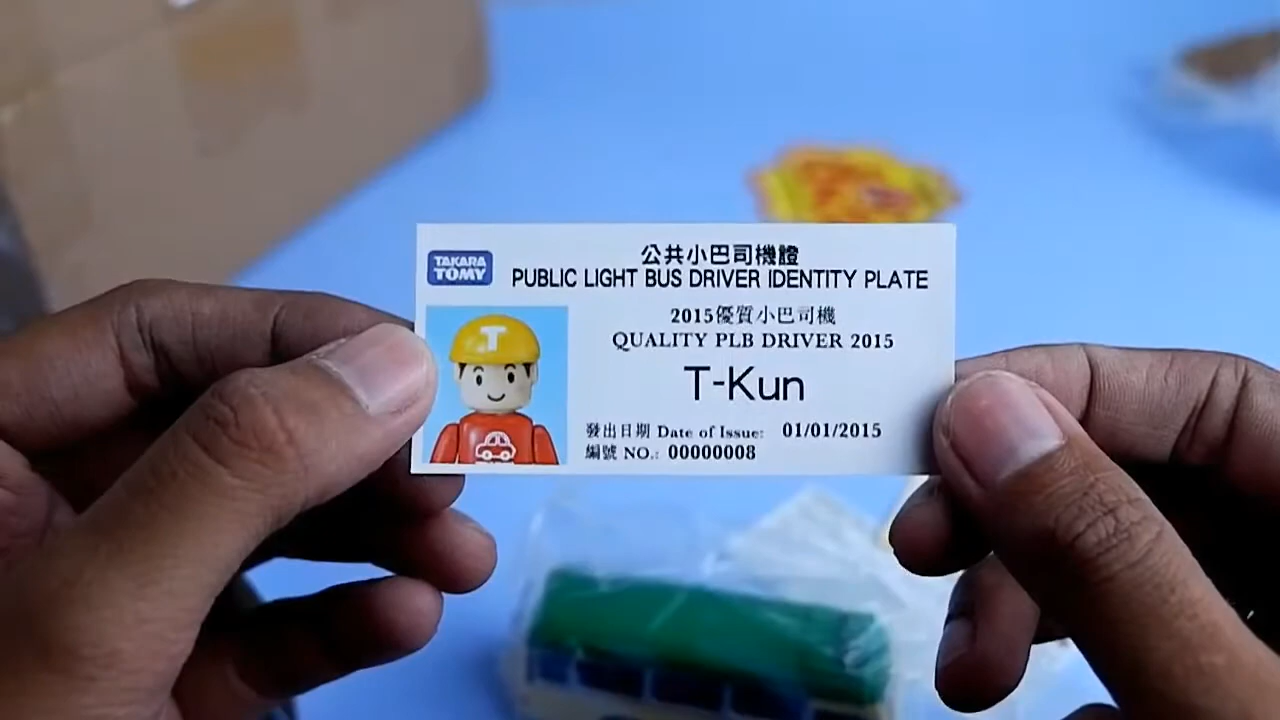 公共小巴司機證
TAKARA TOMY
PUBLIC LIGHT BUS DRIVER IDENTITY PLATE
2015優質小巴司機
QUALITY PLB DRIVER 2015
T
T-Kun
發出日期 Date of Issue: 01/01/2015
編號 NO.: 00000008